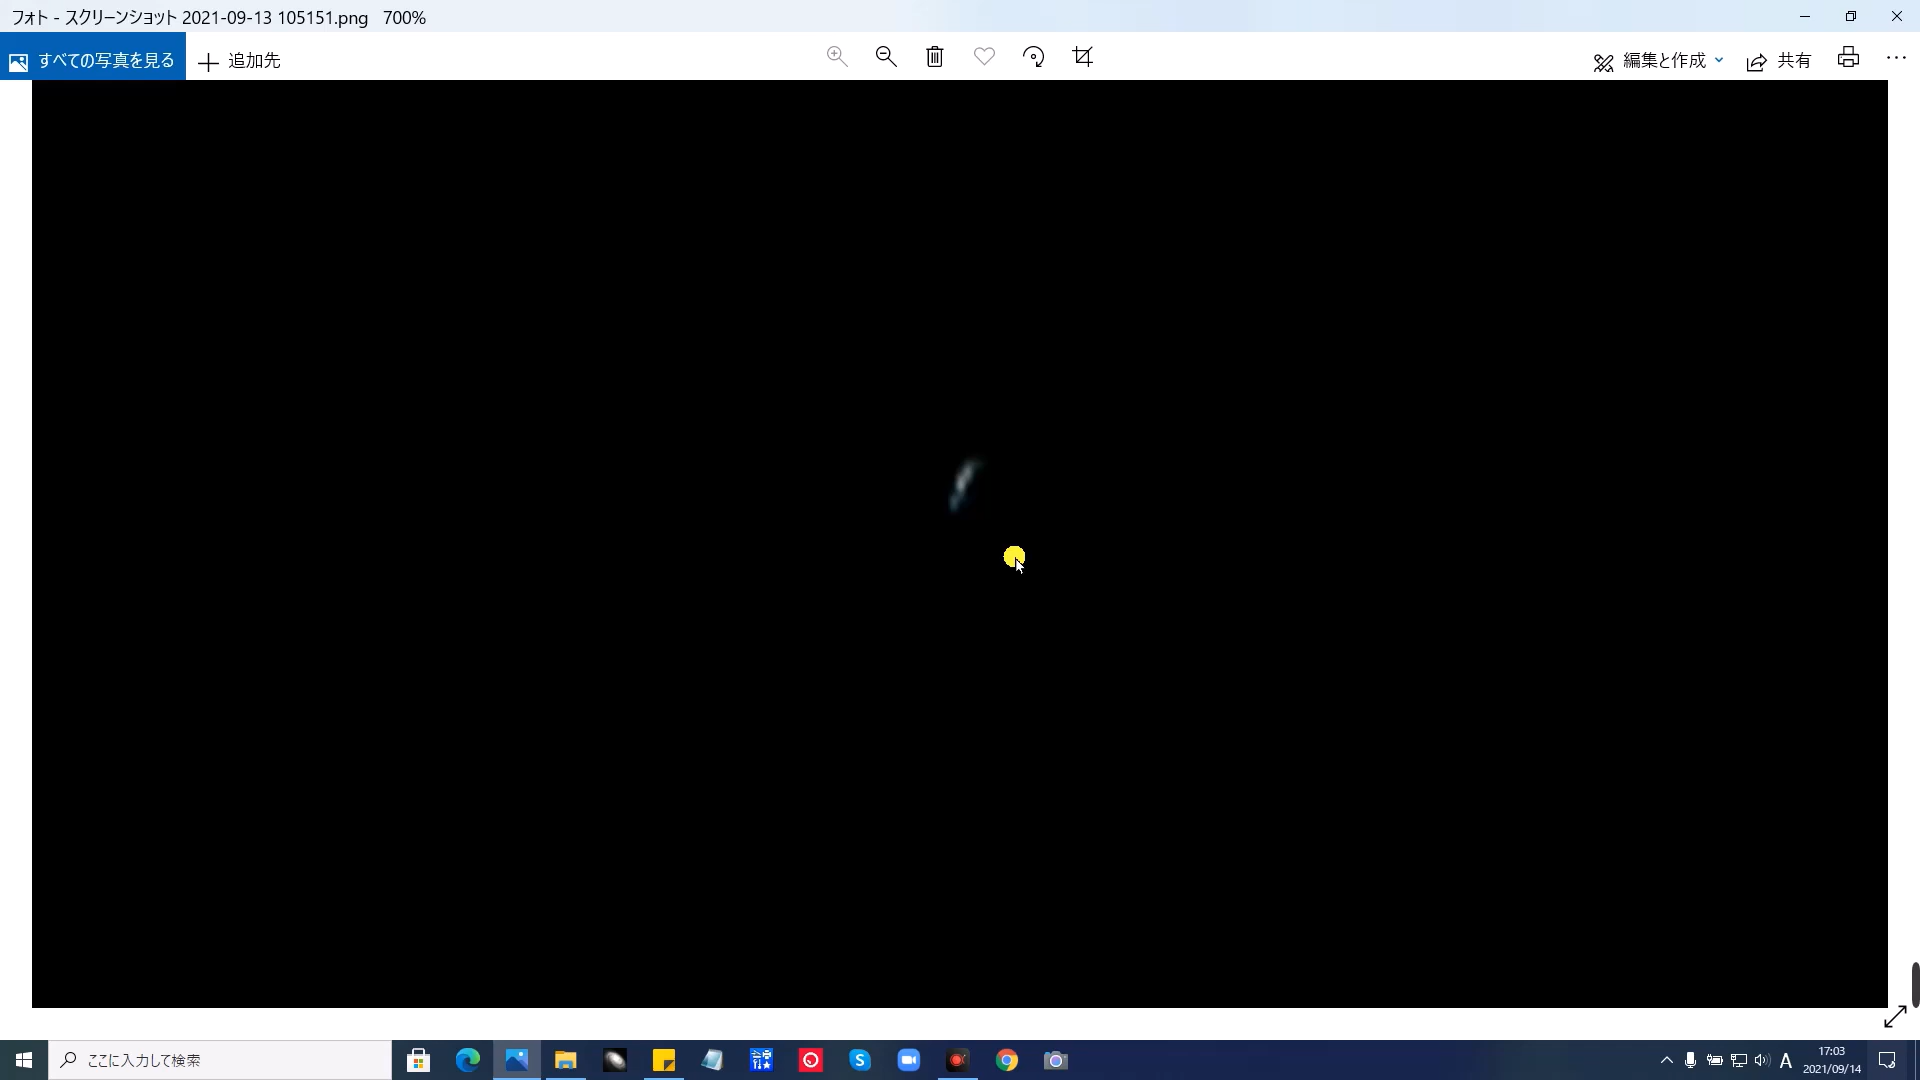 フォト - スクリーンショット 2021-09-13 105151.png 700%
すべての写真を見る 追加先 編集と作成 共有
ここに入力して検索 A 17:03
2021/09/14